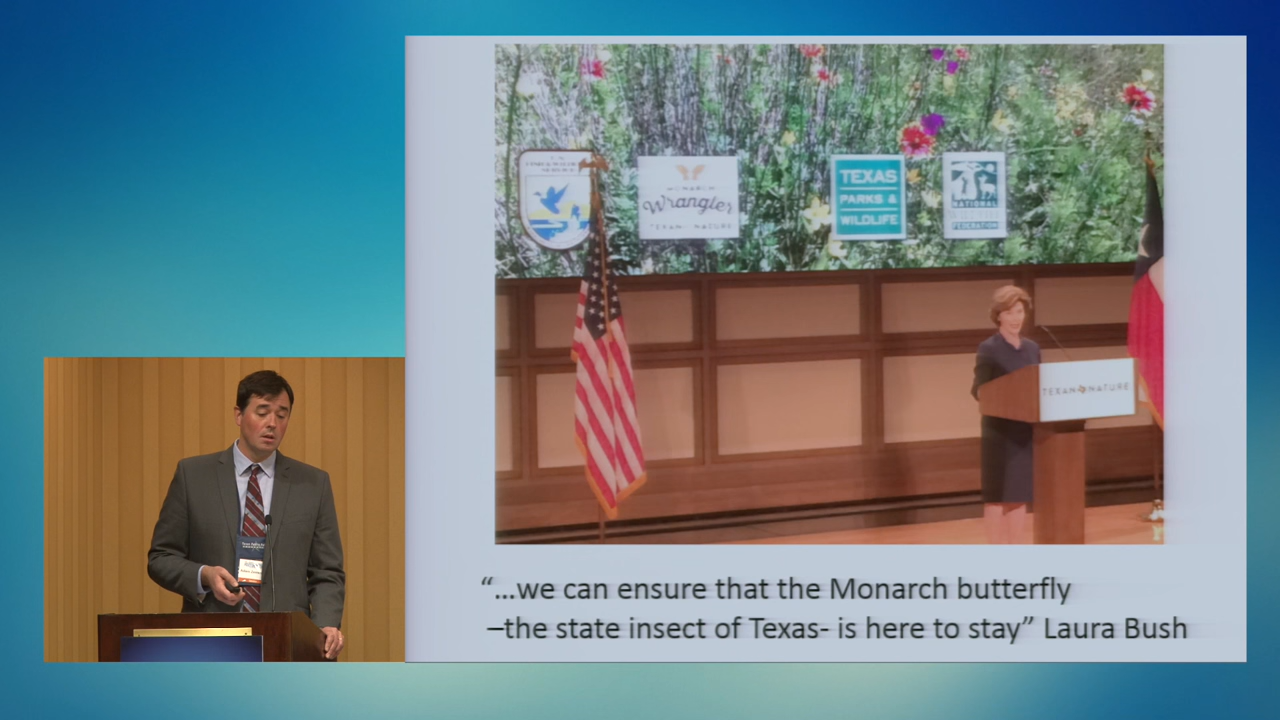 MONARCH
Wrangler
TEXAN NATURE
TEXAS
PARKS &
WILDLIFE
NATIONAL
WILDLIFE
FEDERATION
TEXAN NATURE
“...we can ensure that the Monarch butterfly
–the state insect of Texas- is here to stay” Laura Bush